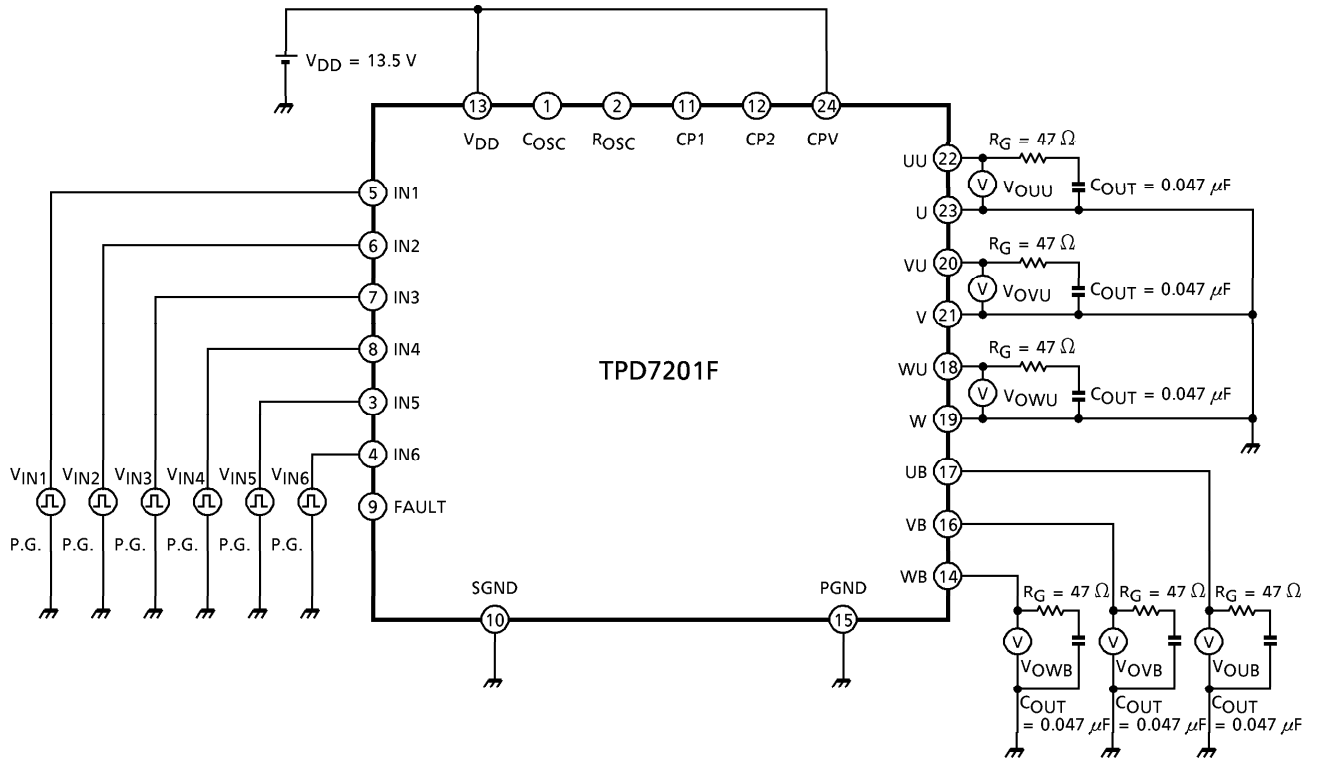 V_DD = 13.5 V
13 1 2 11 12 24
V_DD C_OSC R_OSC CP1 CP2 CPV
TPD7201F
5 IN1
6 IN2
7 IN3
8 IN4
3 IN5
4 IN6
9 FAULT
V_IN1 V_IN2 V_IN3 V_IN4 V_IN5 V_IN6
P.G. P.G. P.G. P.G. P.G. P.G.
SGND
10
PGND
15
UU 22
R_G = 47 Ω
V V_OUU
C_OUT = 0.047 μF
U 23
VU 20
R_G = 47 Ω
V V_OVU
C_OUT = 0.047 μF
V 21
WU 18
R_G = 47 Ω
V V_OWU
C_OUT = 0.047 μF
W 19
UB 17
VB 16
WB 14
R_G = 47 Ω R_G = 47 Ω R_G = 47 Ω
V V V
V_OWB V_OVB V_OUB
C_OUT C_OUT C_OUT
= 0.047 μF = 0.047 μF = 0.047 μF